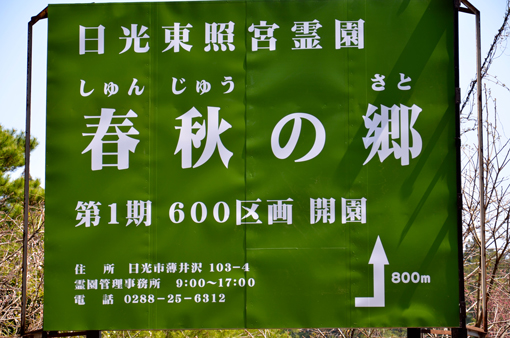 日光東照宮霊園
しゅん じゅう さと
春秋の郷
第1期 600区画 開園
住 所 日光市薄井沢 103-4
霊園管理事務所 9:00〜17:00
電 話 0288-25-6312
800m